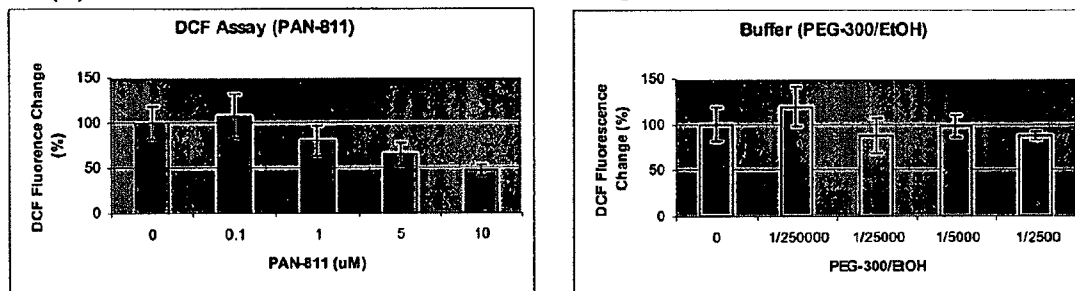 DCF Assay (PAN-811)
DCF Fluorence Change
(%)
150
100
50
0
0 0.1 1 5 10
PAN-811 (uM)
Buffer (PEG-300/EtOH)
DCF Fluorescence
Change (%)
150
100
50
0
0 1/250000 1/25000 1/5000 1/2500
PEG-300/EtOH